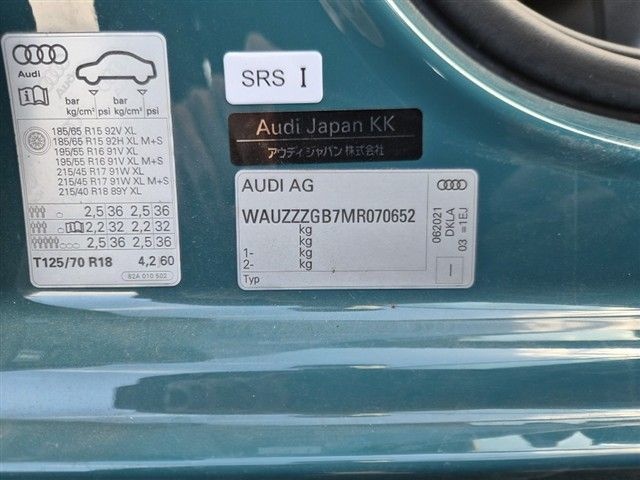 Audi
bar
kg/cm² psi
bar
kg/cm² psi
185/65 R15 92V XL
185/65 R15 92H XL M+S
195/55 R16 91V XL
195/55 R16 91V XL M+S
215/45 R17 91W XL
215/45 R17 91W XL M+S
215/40 R18 89Y XL
2,5 36 2,5 36
2,2 32 2,2 32
2,5 36 2,5 36
T125/70 R18 4,2 60
82A 010 502
SRS I
Audi Japan KK
アウディ ジャパン 株式会社
AUDI AG
WAUZZZGB7MR070652
kg
kg
1- kg
2- kg
Typ
062021
DKLA
03 =1EJ
I